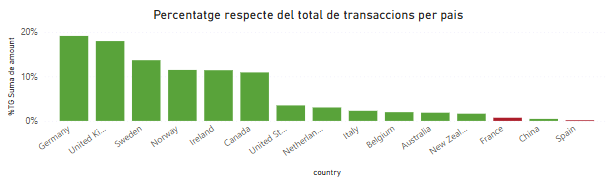 Percentatge respecte del total de transaccions per pais
%TG Suma de amount
20%
10%
0%
Germany
United Ki...
Sweden
Norway
Ireland
Canada
United St...
Netherlan...
Italy
Belgium
Australia
New Zeal...
France
China
Spain
country